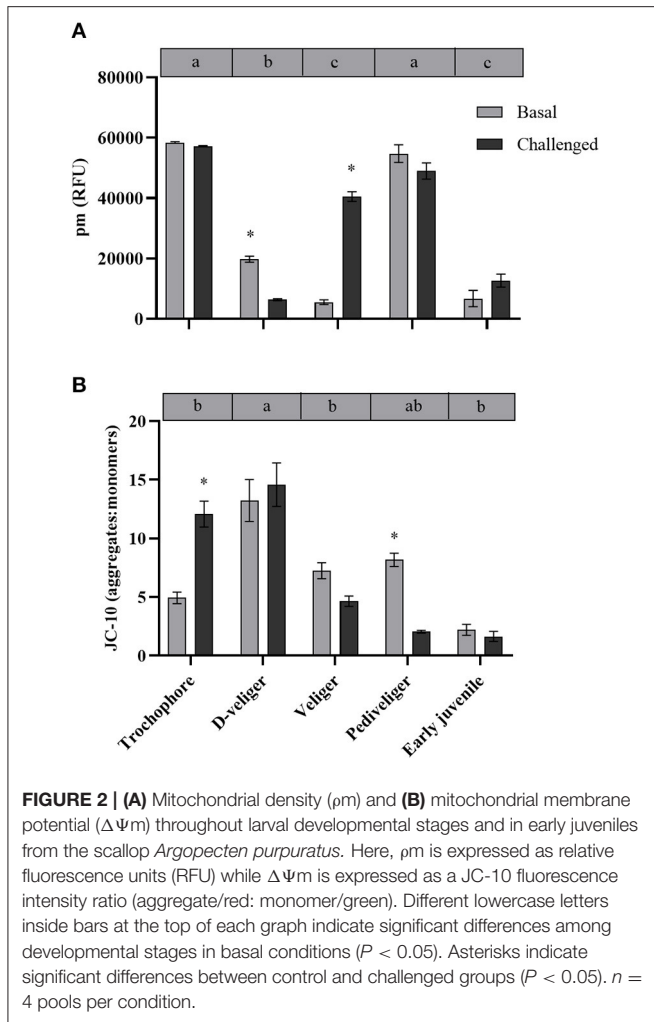 A
a b c a c
80000
60000
40000
20000
0
pm (RFU)
Basal
Challenged
*
*
B
b a b ab b
20
15
10
5
0
JC-10 (aggregates:monomers)
*
*
Trochophore
D-veliger
Veliger
Pediveliger
Early juvenile
FIGURE 2 | (A) Mitochondrial density (ρm) and (B) mitochondrial membrane
potential (ΔΨm) throughout larval developmental stages and in early juveniles
from the scallop Argopecten purpuratus. Here, ρm is expressed as relative
fluorescence units (RFU) while ΔΨm is expressed as a JC-10 fluorescence
intensity ratio (aggregate/red: monomer/green). Different lowercase letters
inside bars at the top of each graph indicate significant differences among
developmental stages in basal conditions (P < 0.05). Asterisks indicate
significant differences between control and challenged groups (P < 0.05). n =
4 pools per condition.